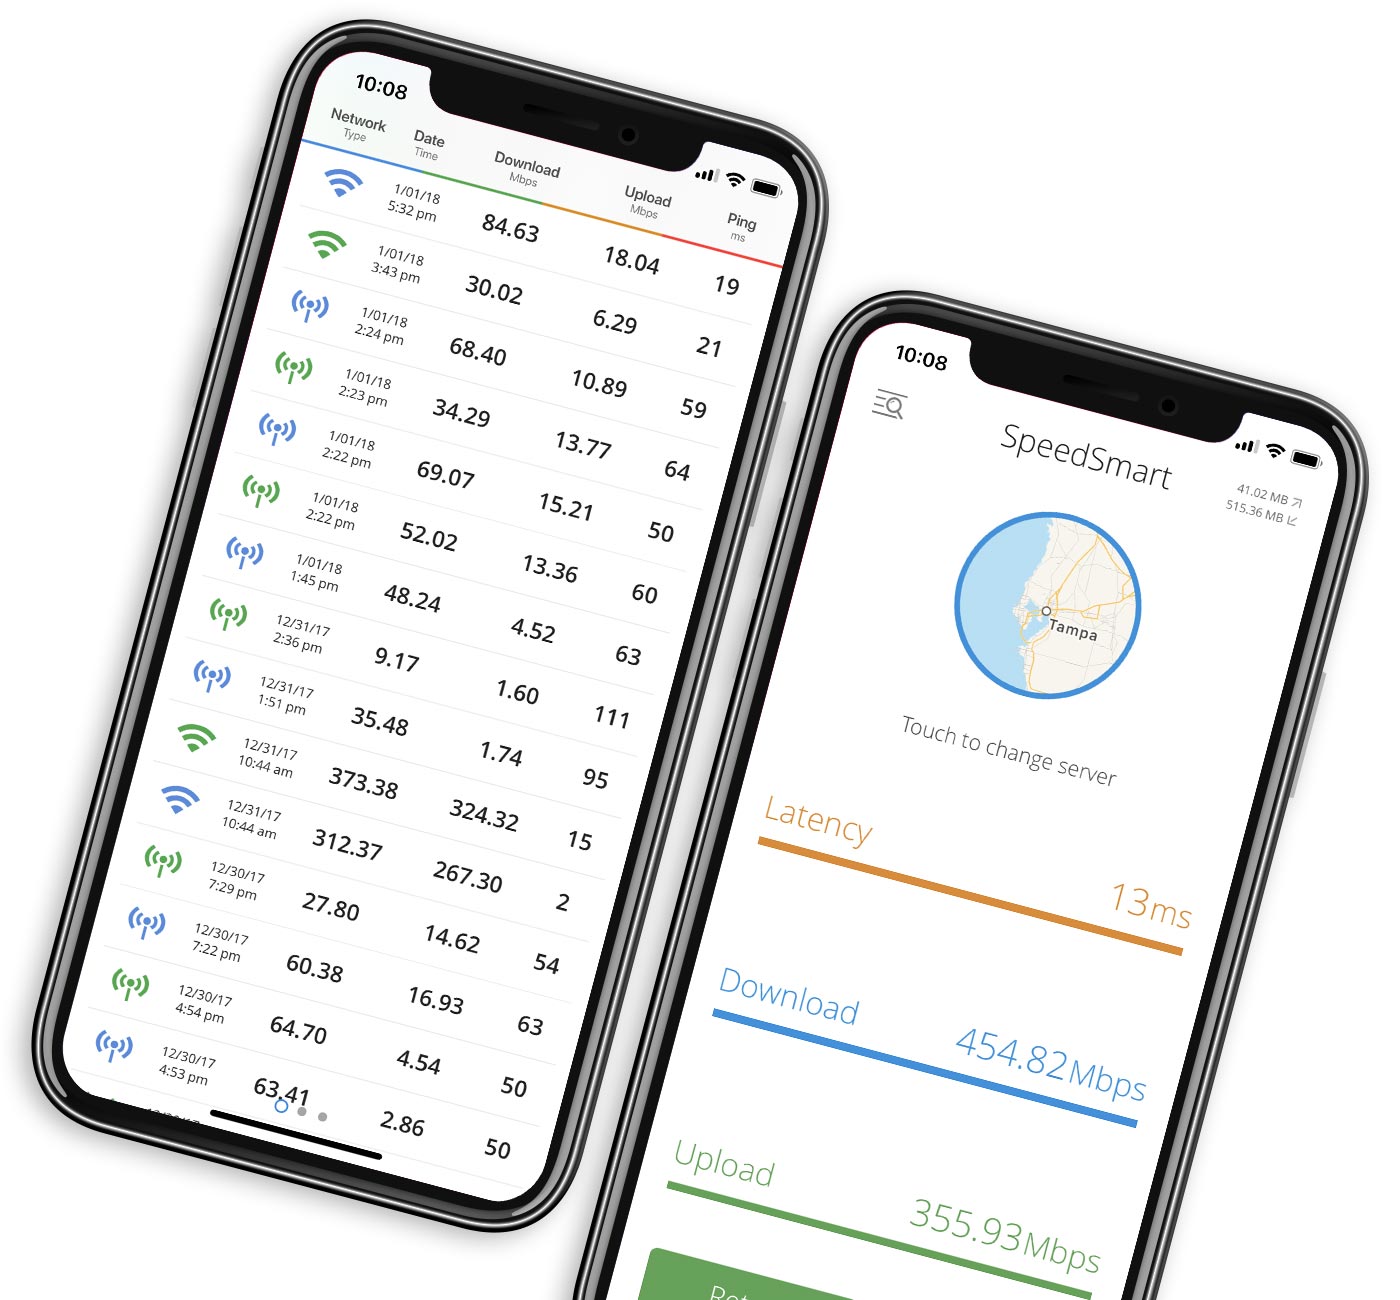 10:08
Network Date Download Upload Ping
Type Time Mbps Mbps ms
1/01/18
5:32 pm 84.63 18.04 19
1/01/18
3:43 pm 30.02 6.29 21
1/01/18
2:24 pm 68.40 10.89 59
1/01/18
2:23 pm 34.29 13.77 64
1/01/18
2:22 pm 69.07 15.21 50
1/01/18
2:22 pm 52.02 13.36 60
1/01/18
1:45 pm 48.24 4.52 63
12/31/17
2:36 pm 9.17 1.60 111
12/31/17
1:51 pm 35.48 1.74 95
12/31/17
10:44 am 373.38 324.32 15
12/31/17
10:44 am 312.37 267.30 2
12/30/17
7:29 pm 27.80 14.62 54
12/30/17
7:22 pm 60.38 16.93 63
12/30/17
4:54 pm 64.70 4.54 50
12/30/17
4:53 pm 63.41 2.86 50
10:08
SpeedSmart
41.02 MB
515.36 MB
Tampa
Touch to change server
Latency
13ms
Download
454.82Mbps
Upload
355.93Mbps